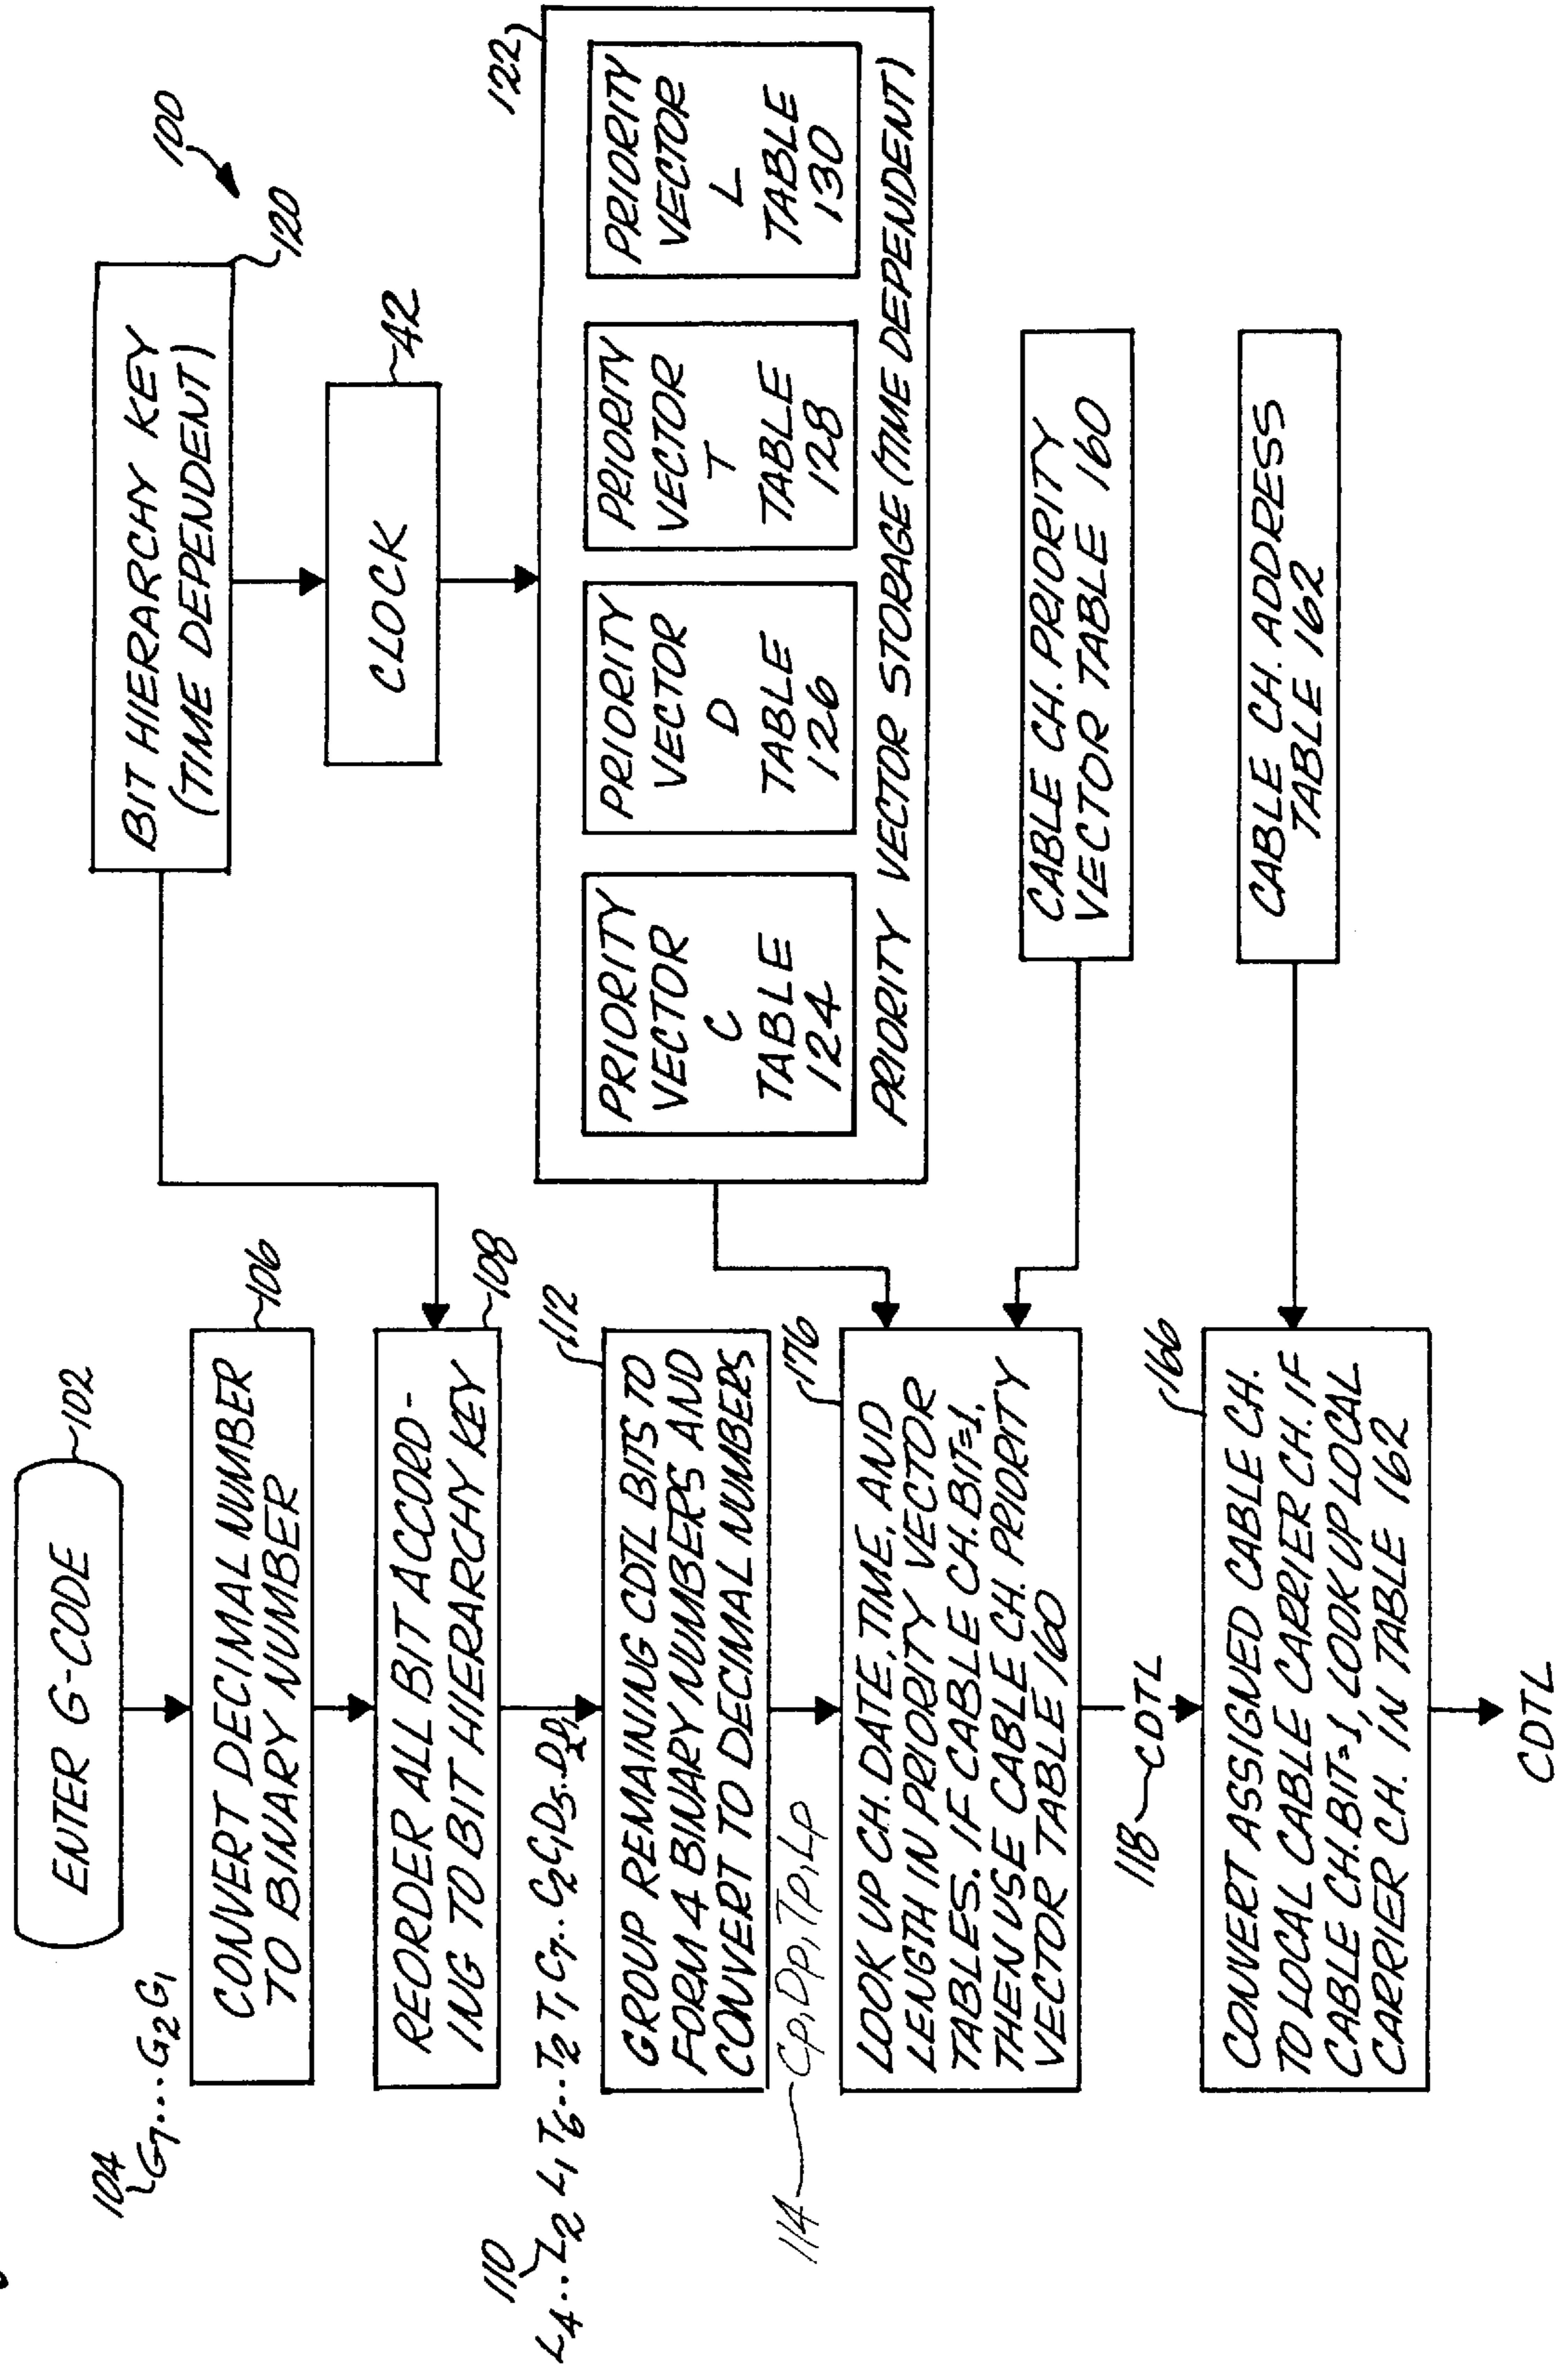 100
ENTER G-CODE
102
104
G7...G2 G1
CONVERT DECIMAL NUMBER
TO BINARY NUMBER
106
REORDER ALL BIT ACCORD-
ING TO BIT HIERARCHY KEY
108
110
L4..L2 L1 T6..T2 T1 C7..C2C1D5..D2D1
GROUP REMAINING CDTL BITS TO
FORM 4 BINARY NUMBERS AND
CONVERT TO DECIMAL NUMBERS
112
114
Cp,Dp,Tp,Lp
LOOK UP CH. DATE, TIME, AND
LENGTH IN PRIORITY VECTOR
TABLES. IF CABLE CH. BIT=1,
THEN USE CABLE CH. PRIORITY
VECTOR TABLE 160
176
118
CDTL
CONVERT ASSIGNED CABLE CH.
TO LOCAL CABLE CARRIER CH. IF
CABLE CH. BIT=1, LOOK UP LOCAL
CARRIER CH. IN TABLE 162
166
CDTL
BIT HIERARCHY KEY
(TIME DEPENDENT)
120
CLOCK
42
122
PRIORITY
VECTOR
C
TABLE
124
PRIORITY
VECTOR
D
TABLE
126
PRIORITY
VECTOR
T
TABLE
128
PRIORITY
VECTOR
L
TABLE
130
PRIORITY VECTOR STORAGE (TIME DEPENDENT)
CABLE CH. PRIORITY
VECTOR TABLE 160
CABLE CH. ADDRESS
TABLE 162